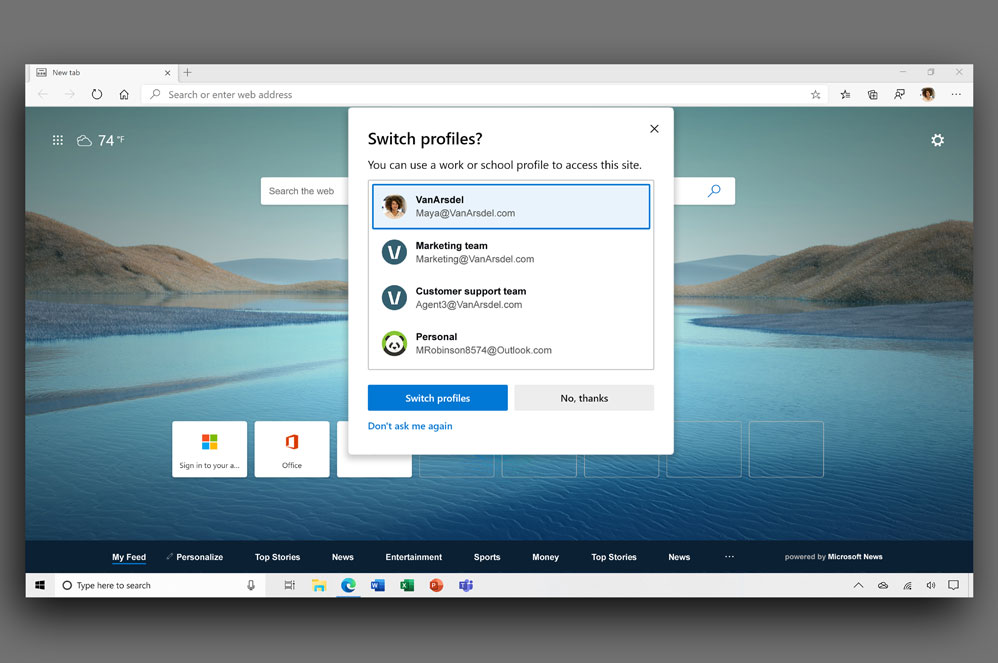 New tab
Search or enter web address
74 °F
Search the web
Switch profiles?
You can use a work or school profile to access this site.
VanArsdel
Maya@VanArsdel.com
V
Marketing team
Marketing@VanArsdel.com
V
Customer support team
Agent3@VanArsdel.com
Personal
MRobinson8574@Outlook.com
Switch profiles
No, thanks
Don't ask me again
Sign in to your a...
Office
My Feed
Personalize
Top Stories
News
Entertainment
Sports
Money
Top Stories
News
powered by Microsoft News
Type here to search